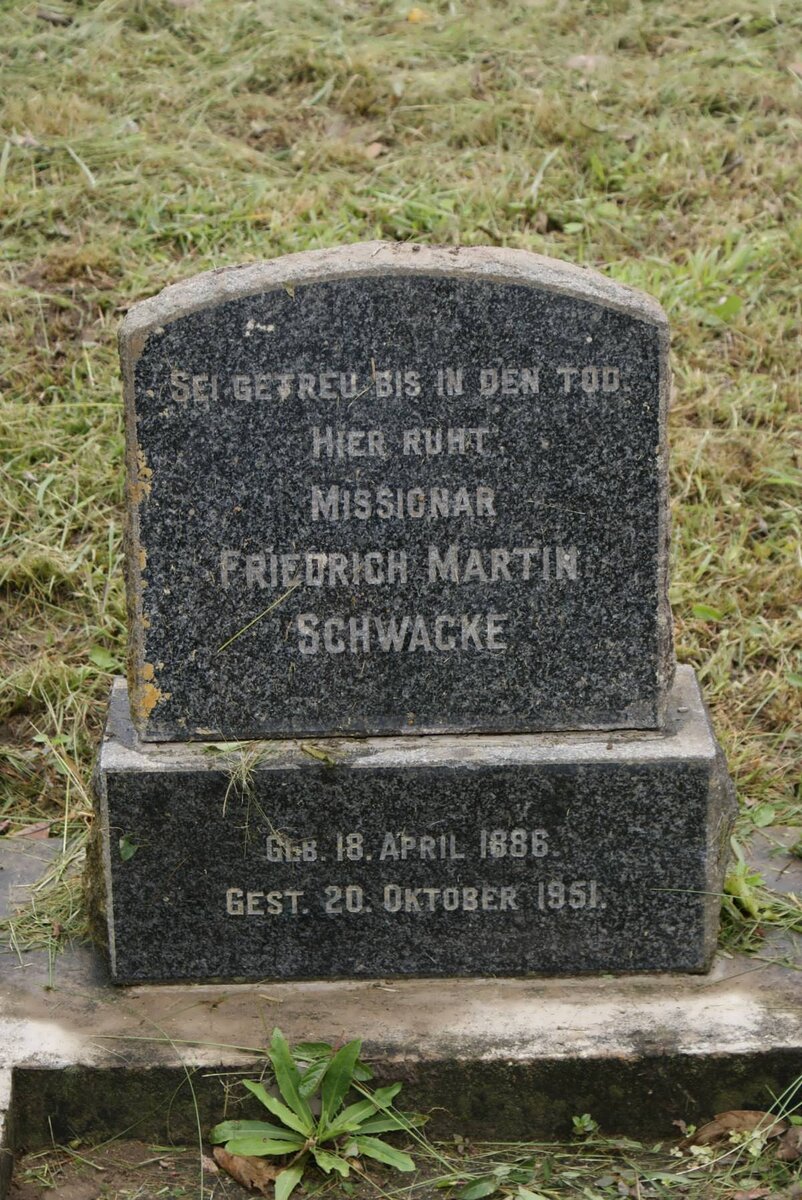 SEI GETREU BIS IN DEN TOD.
HIER RUHT
MISSIONAR
FRIEDRICH MARTIN
SCHWACKE
GEB. 18. APRIL 1886.
GEST. 20. OKTOBER 1951.